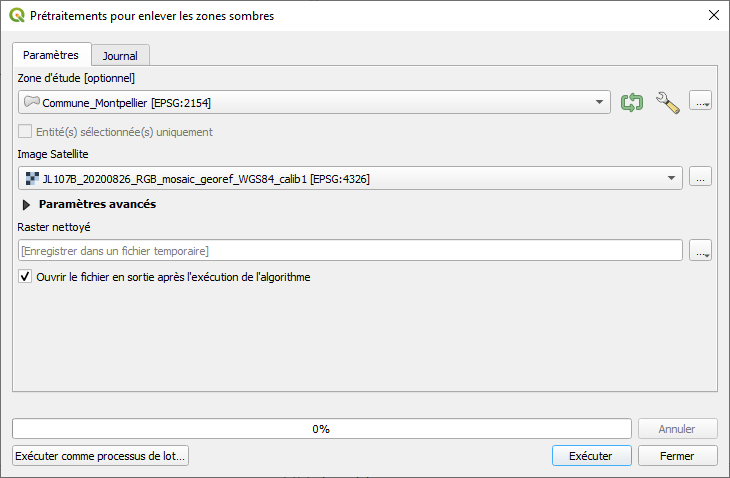 Prétraitements pour enlever les zones sombres
Paramètres
Journal
Zone d'étude [optionnel]
Commune_Montpellier [EPSG:2154]
...
Entité(s) sélectionnée(s) uniquement
Image Satellite
JL107B_20200826_RGB_mosaic_georef_WGS84_calib1 [EPSG:4326]
...
Paramètres avancés
Raster nettoyé
[Enregistrer dans un fichier temporaire]
...
Ouvrir le fichier en sortie après l'exécution de l'algorithme
0%
Annuler
Exécuter comme processus de lot...
Exécuter
Fermer